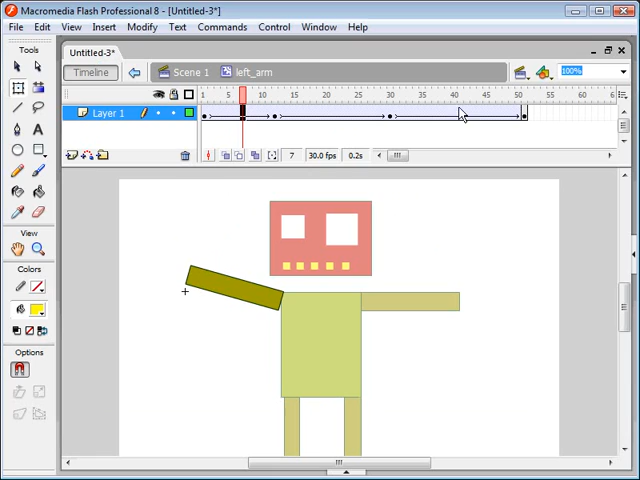 Macromedia Flash Professional 8 - [Untitled-3*]
File Edit View Insert Modify Text Commands Control Window Help
Tools
Untitled-3*
Timeline Scene 1 left_arm 100%
1 5 10 15 20 25 30 35 40 45 50 55 60 65
Layer 1
7 30.0 fps 0.2s
View
Colors
Options